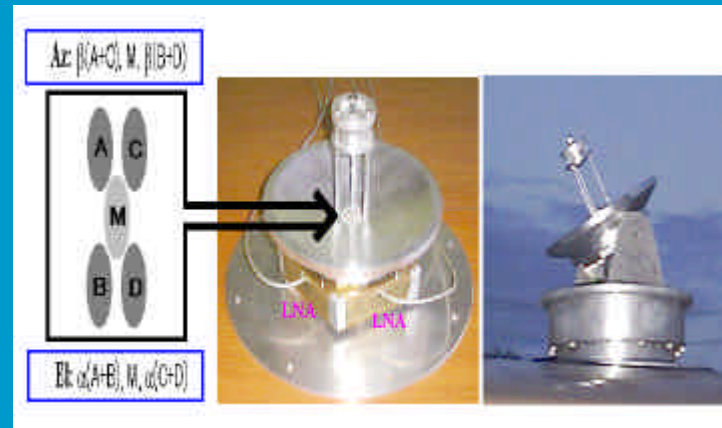 Az: β(A+C), M, β(B+D)
A C
M
B D
LNA
LNA
El: α(A+B), M, α(C+D)